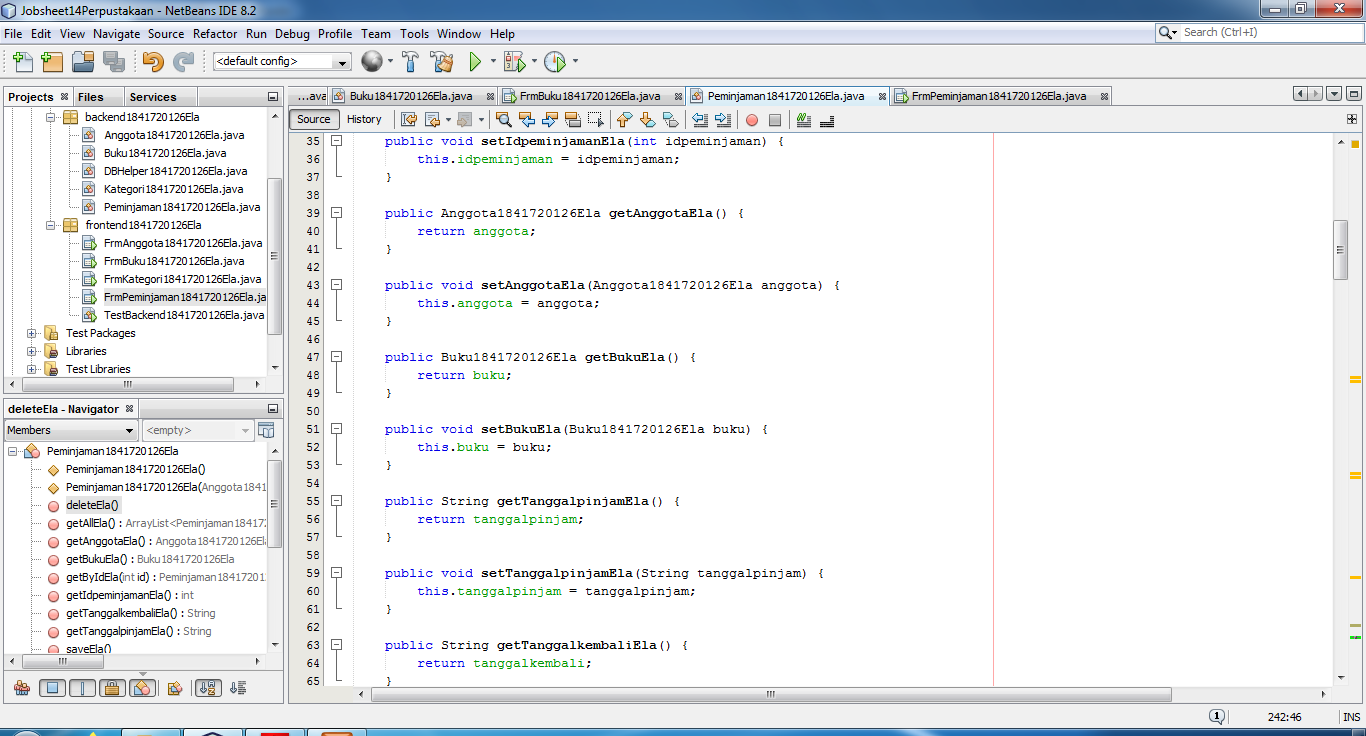 Jobsheet14Perpustakaan - NetBeans IDE 8.2
File Edit View Navigate Source Refactor Run Debug Profile Team Tools Window Help
Search (Ctrl+I)
<default config>
Projects Files Services
backend1841720126Ela
Anggota1841720126Ela.java
Buku1841720126Ela.java
DBHelper1841720126Ela.java
Kategori1841720126Ela.java
Peminjaman1841720126Ela.java
frontend1841720126Ela
FrmAnggota1841720126Ela.java
FrmBuku1841720126Ela.java
FrmKategori1841720126Ela.java
FrmPeminjaman1841720126Ela.ja
TestBackend1841720126Ela.java
Test Packages
Libraries
Test Libraries
deleteEla - Navigator
Members <empty>
Peminjaman1841720126Ela
Peminjaman1841720126Ela()
Peminjaman1841720126Ela(Anggota1841
deleteEla()
getAllEla() : ArrayList<Peminjaman18417
getAnggotaEla() : Anggota1841720126El
getBukuEla() : Buku1841720126Ela
getByIdEla(int id) : Peminjaman1841720
getIdpeminjamanEla() : int
getTanggalkembaliEla() : String
getTanggalpinjamEla() : String
saveEla()
...ava Buku1841720126Ela.java FrmBuku1841720126Ela.java Peminjaman1841720126Ela.java FrmPeminjaman1841720126Ela.java
Source History
35 public void setIdpeminjamanEla(int idpeminjaman) {
36 this.idpeminjaman = idpeminjaman;
37 }
38
39 public Anggota1841720126Ela getAnggotaEla() {
40 return anggota;
41 }
42
43 public void setAnggotaEla(Anggota1841720126Ela anggota) {
44 this.anggota = anggota;
45 }
46
47 public Buku1841720126Ela getBukuEla() {
48 return buku;
49 }
50
51 public void setBukuEla(Buku1841720126Ela buku) {
52 this.buku = buku;
53 }
54
55 public String getTanggalpinjamEla() {
56 return tanggalpinjam;
57 }
58
59 public void setTanggalpinjamEla(String tanggalpinjam) {
60 this.tanggalpinjam = tanggalpinjam;
61 }
62
63 public String getTanggalkembaliEla() {
64 return tanggalkembali;
65 }
1 242:46 INS